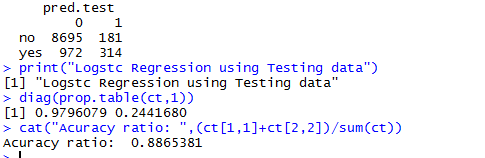 pred.test
0 1
no 8695 181
yes 972 314
> print("Logstc Regression using Testing data")
[1] "Logstc Regression using Testing data"
> diag(prop.table(ct,1))
[1] 0.9796079 0.2441680
> cat("Acuracy ratio: ",(ct[1,1]+ct[2,2])/sum(ct))
Acuracy ratio:  0.8865381
>